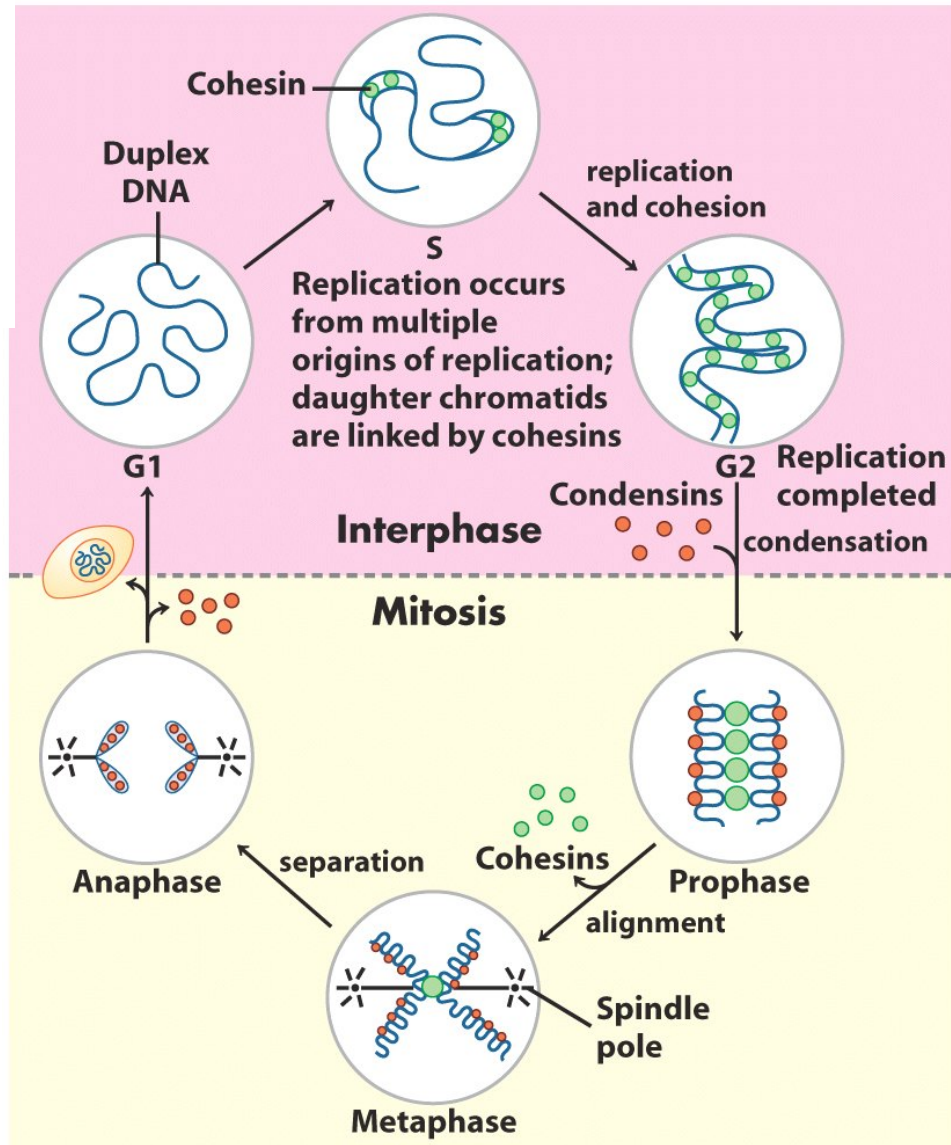 Cohesin
Duplex
DNA
replication
and cohesion
S
Replication occurs
from multiple
origins of replication;
daughter chromatids
are linked by cohesins
G1
G2
Replication
completed
Condensins
condensation
Interphase
Mitosis
Anaphase
separation
Cohesins
Prophase
alignment
Spindle
pole
Metaphase